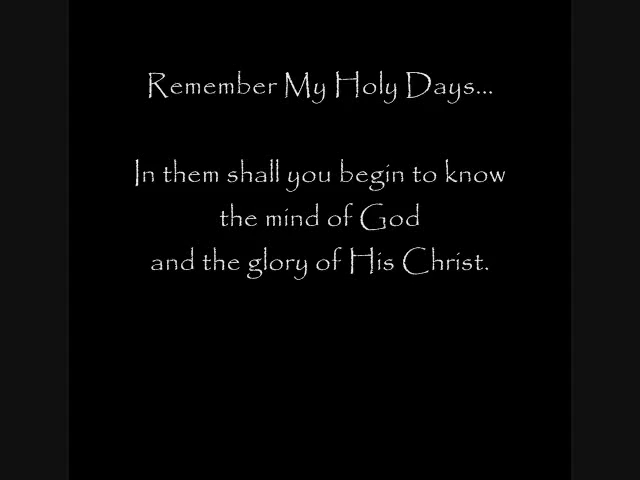 Remember My Holy Days...
In them shall you begin to know
the mind of God
and the glory of His Christ.